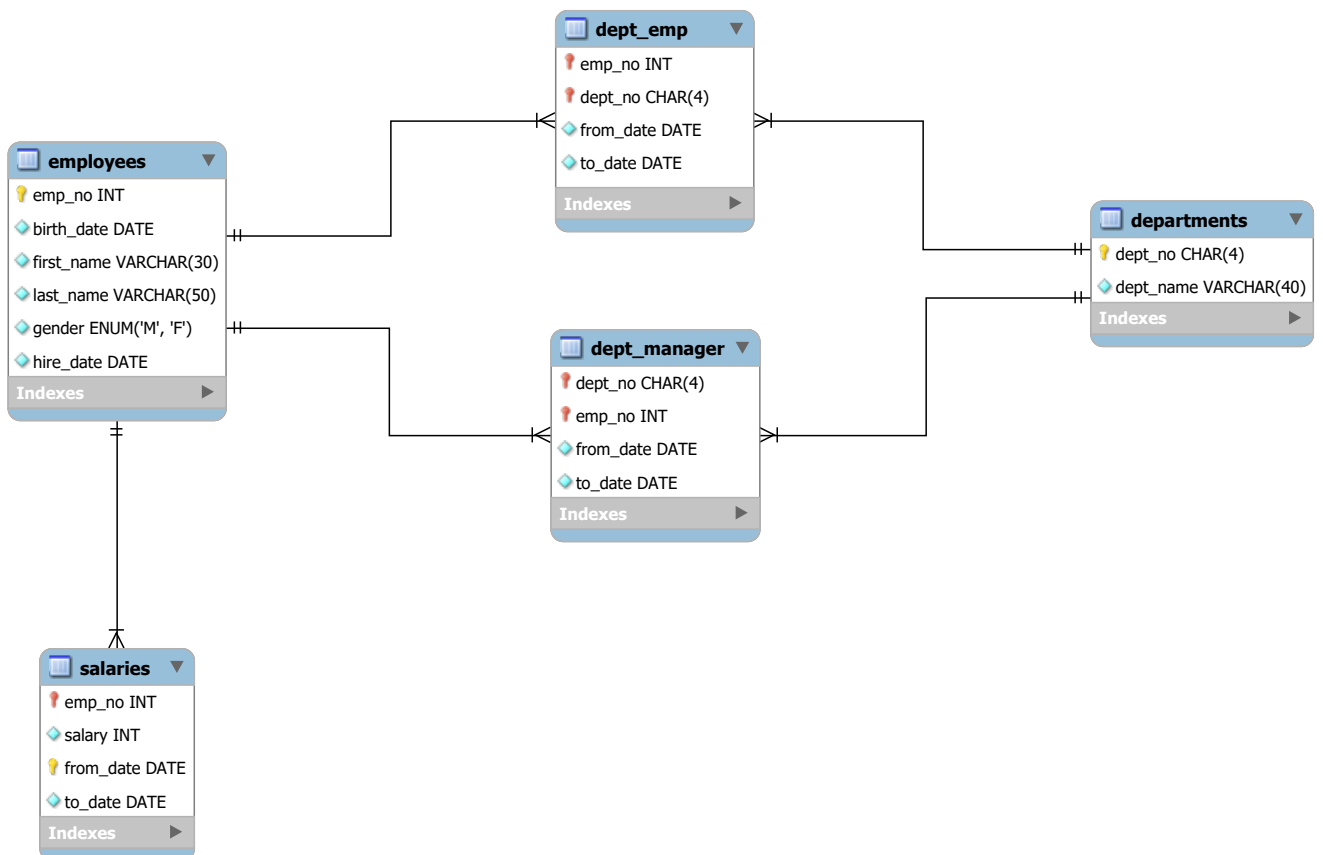 dept_emp
emp_no INT
dept_no CHAR(4)
from_date DATE
to_date DATE
Indexes
employees
emp_no INT
birth_date DATE
first_name VARCHAR(30)
last_name VARCHAR(50)
gender ENUM('M', 'F')
hire_date DATE
Indexes
departments
dept_no CHAR(4)
dept_name VARCHAR(40)
Indexes
dept_manager
dept_no CHAR(4)
emp_no INT
from_date DATE
to_date DATE
Indexes
salaries
emp_no INT
salary INT
from_date DATE
to_date DATE
Indexes